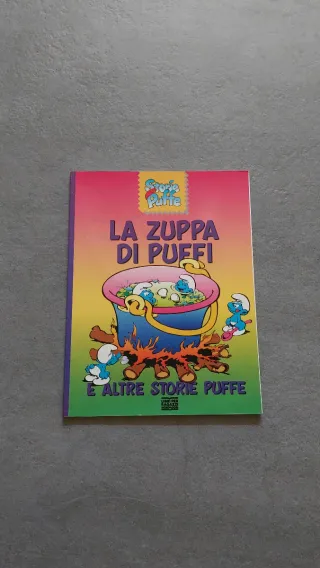 Storie
Puffe
LA ZUPPA
DI PUFFI
E ALTRE STORIE PUFFE